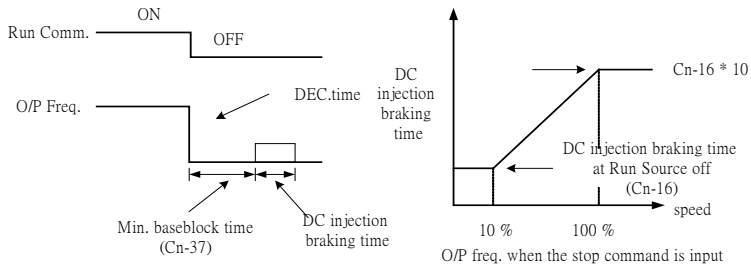 ON
Run Comm.
OFF
O/P Freq.
DEC.time
Min. baseblock time
(Cn-37)
DC injection
braking time
DC
injection
braking
time
Cn-16 * 10
DC injection braking time
at Run Source off
(Cn-16)
speed
10 %
100 %
O/P freq. when the stop command is input